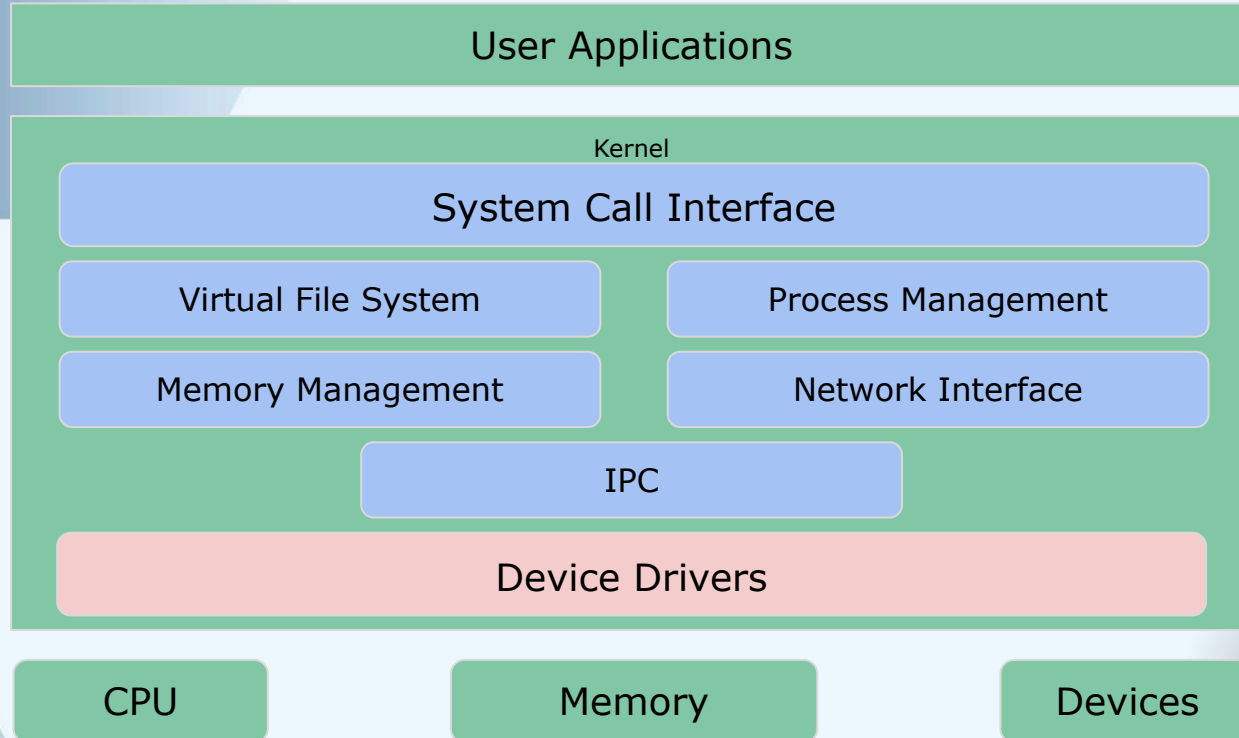 User Applications
Kernel
System Call Interface
Virtual File System
Process Management
Memory Management
Network Interface
IPC
Device Drivers
CPU
Memory
Devices